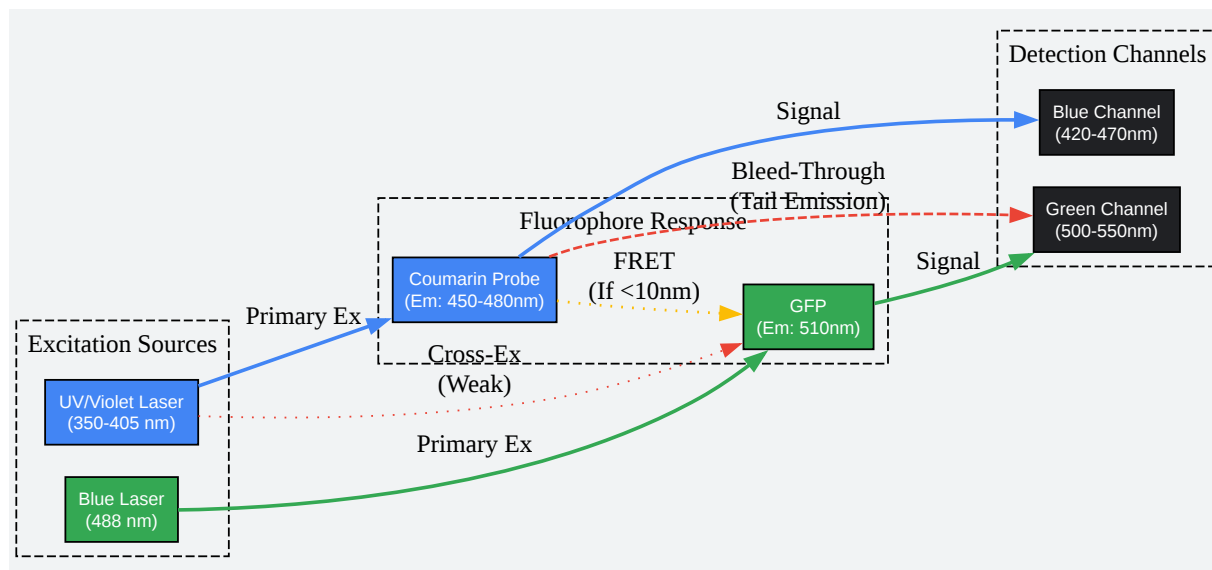 Detection Channels
Blue Channel
(420-470nm)
Signal
Bleed-Through
(Tail Emission)
Green Channel
(500-550nm)
Fluorophore Response
Signal
FRET
(If <10nm)
Coumarin Probe
(Em: 450-480nm)
GFP
(Em: 510nm)
Primary Ex
Excitation Sources
Cross-Ex
(Weak)
UV/Violet Laser
(350-405 nm)
Primary Ex
Blue Laser
(488 nm)